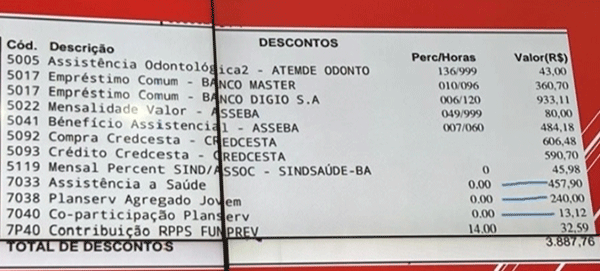 DESCONTOS
Cód. Descrição Perc/Horas Valor(R$)
5005 Assistência Odontológica2 - ATEMDE ODONTO 136/999 43,00
5017 Empréstimo Comum - BANCO MASTER 010/096 360,70
5017 Empréstimo Comum - BANCO DIGIO S.A 006/120 933,11
5022 Mensalidade Valor - ASSEBA 049/999 80,00
5041 Bénefício Assistencial - ASSEBA 007/060 484,18
5092 Compra Credcesta - CREDCESTA 606,48
5093 Crédito Credcesta - CREDCESTA 590,70
5119 Mensal Percent SIND/ASSOC - SINDSAÚDE-BA 0 45,98
7033 Assistência a Saúde 0.00 457,90
7038 Planserv Agregado Jovem 0.00 240,00
7040 Co-participação Planserv 0.00 13,12
7P40 Contribuição RPPS FUNPREV 14.00 32,59
TOTAL DE DESCONTOS 3.887,76